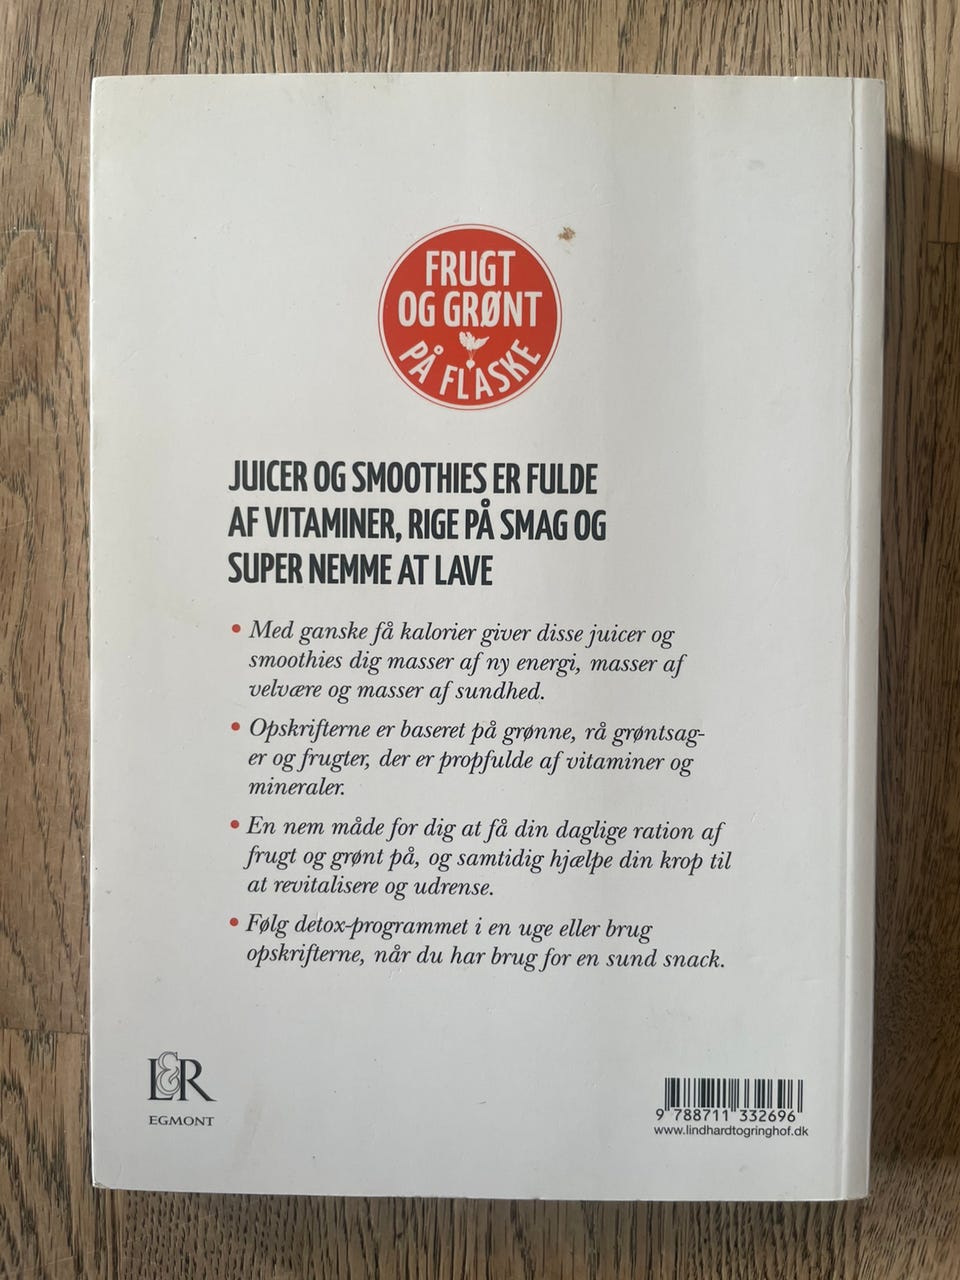 FRUGT
OG GRØNT
PÅ FLASKE
JUICER OG SMOOTHIES ER FULDE
AF VITAMINER, RIGE PÅ SMAG OG
SUPER NEMME AT LAVE
• Med ganske få kalorier giver disse juicer og
smoothies dig masser af ny energi, masser af
velvære og masser af sundhed.
• Opskrifterne er baseret på grønne, rå grøntsag-
er og frugter, der er propfulde af vitaminer og
mineraler.
• En nem måde for dig at få din daglige ration af
frugt og grønt på, og samtidig hjælpe din krop til
at revitalisere og udrense.
• Følg detox-programmet i en uge eller brug
opskrifterne, når du har brug for en sund snack.
L&R
EGMONT
9 788711 332696
www.lindhardtogringhof.dk